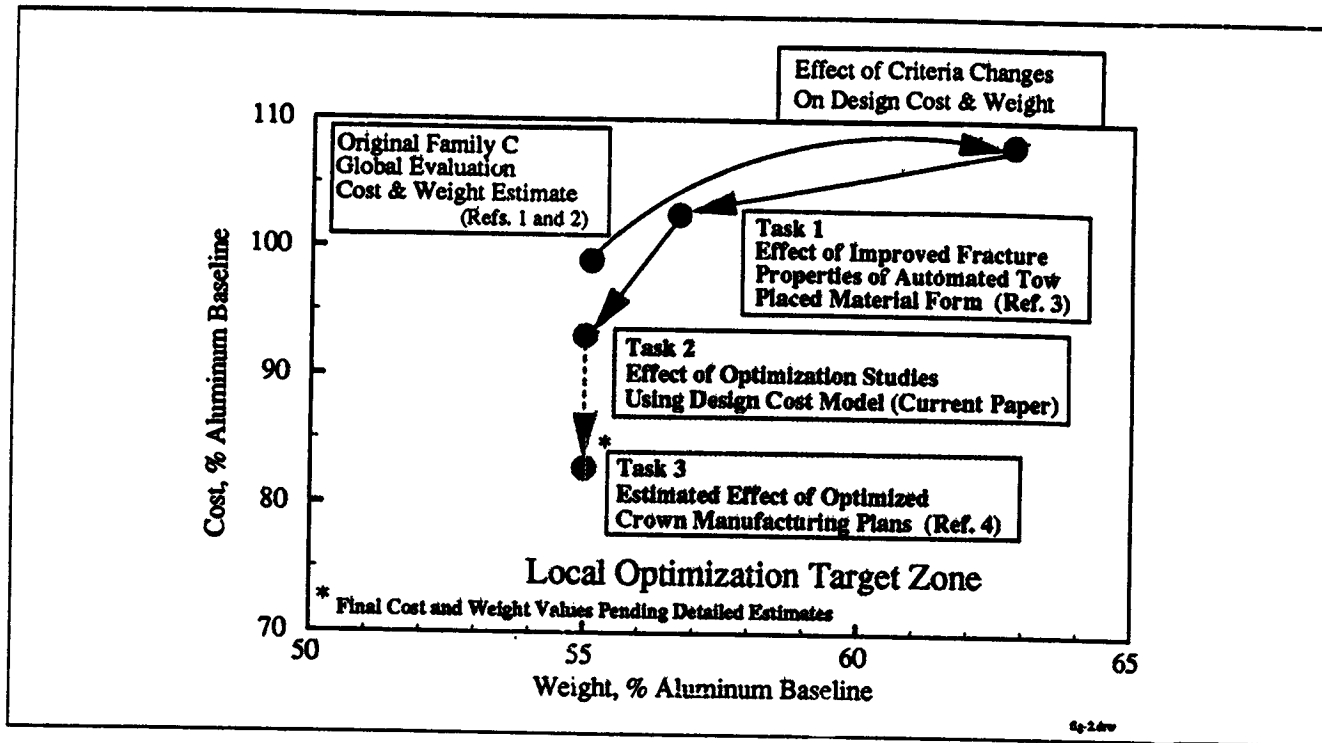 Effect of Criteria Changes
On Design Cost & Weight
110
Original Family C
Global Evaluation
Cost & Weight Estimate
(Refs. 1 and 2)
100
Task 1
Effect of Improved Fracture
Properties of Automated Tow
Placed Material Form (Ref. 3)
Cost, % Aluminum Baseline
90
Task 2
Effect of Optimization Studies
Using Design Cost Model (Current Paper)
*
80
Task 3
Estimated Effect of Optimized
Crown Manufacturing Plans (Ref. 4)
Local Optimization Target Zone
* Final Cost and Weight Values Pending Detailed Estimates
70
50
55
60
65
Weight, % Aluminum Baseline
fig-2.drw